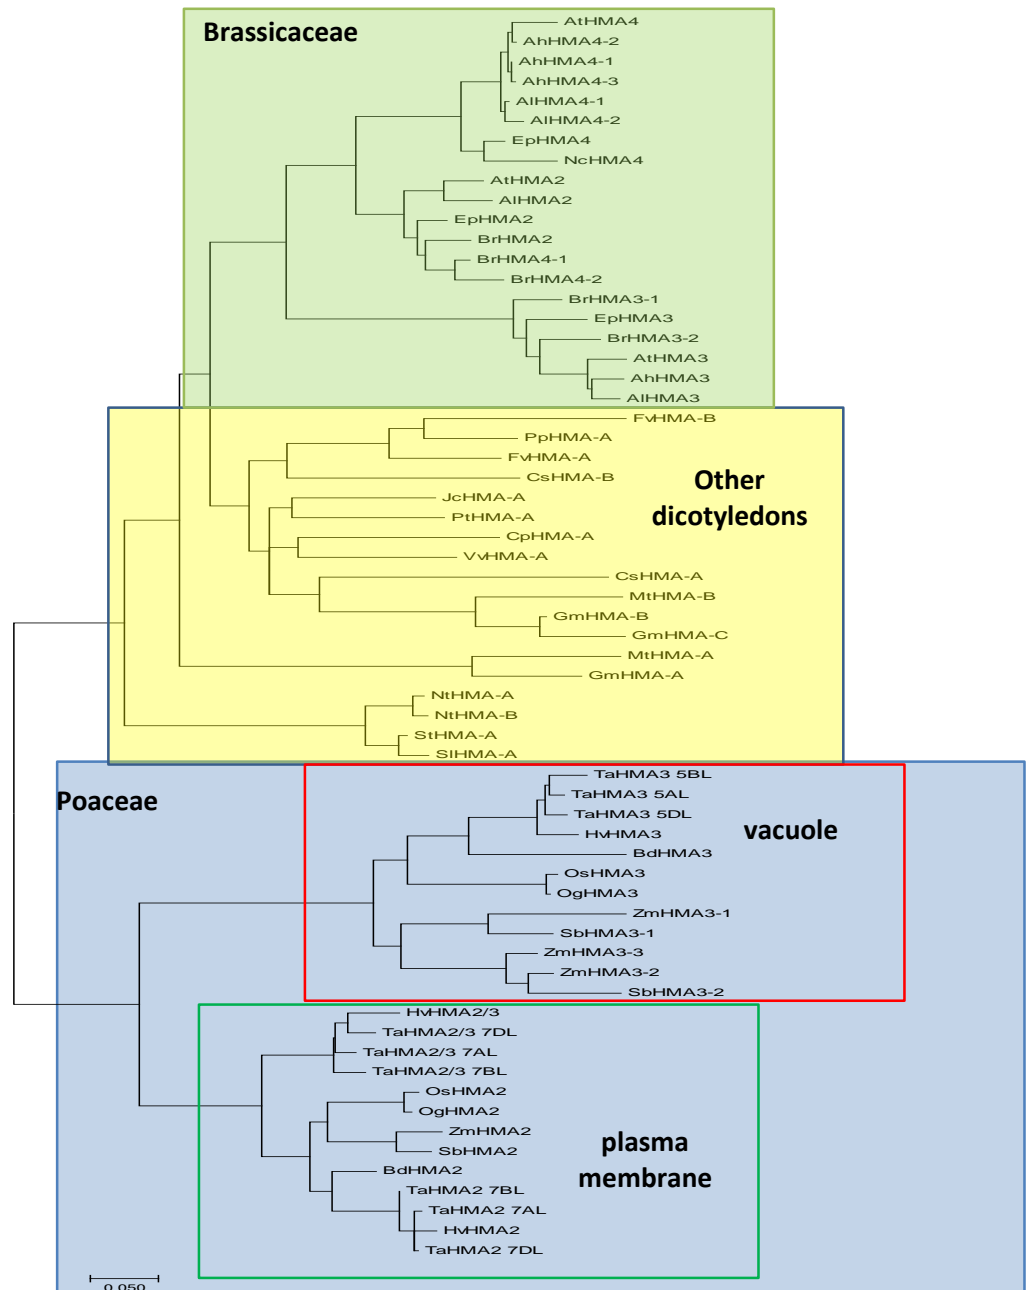 Brassicaceae
AtHMA4
AhHMA4-2
AhHMA4-1
AhHMA4-3
AlHMA4-1
AlHMA4-2
EpHMA4
NcHMA4
AtHMA2
AlHMA2
EpHMA2
BrHMA2
BrHMA4-1
BrHMA4-2
BrHMA3-1
EpHMA3
BrHMA3-2
AtHMA3
AhHMA3
AlHMA3
FvHMA-B
PpHMA-A
FvHMA-A
CsHMA-B
Other
dicotyledons
JcHMA-A
PtHMA-A
CpHMA-A
VvHMA-A
CsHMA-A
MtHMA-B
GmHMA-B
GmHMA-C
MtHMA-A
GmHMA-A
NtHMA-A
NtHMA-B
StHMA-A
SlHMA-A
Poaceae
TaHMA3 5BL
TaHMA3 5AL
TaHMA3 5DL
vacuole
HvHMA3
BdHMA3
OsHMA3
OgHMA3
ZmHMA3-1
SbHMA3-1
ZmHMA3-3
ZmHMA3-2
SbHMA3-2
HvHMA2/3
TaHMA2/3 7DL
TaHMA2/3 7AL
TaHMA2/3 7BL
OsHMA2
OgHMA2
ZmHMA2
SbHMA2
plasma
membrane
BdHMA2
TaHMA2 7BL
TaHMA2 7AL
HvHMA2
TaHMA2 7DL
0.050